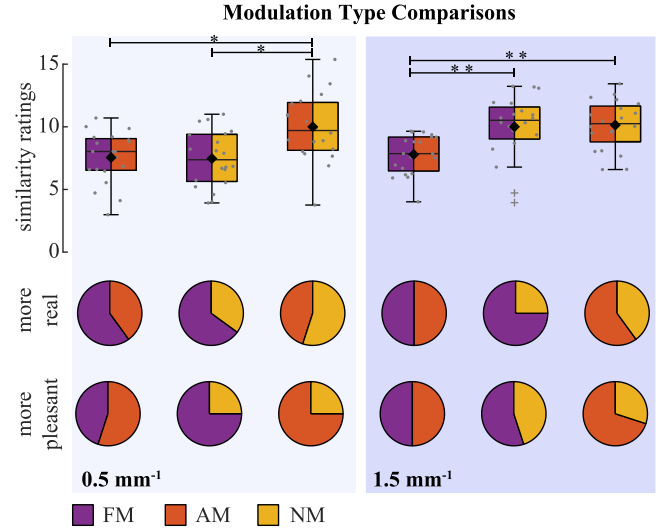 Modulation Type Comparisons
similarity ratings
15
10
5
0
*
*
* *
* *
more
real
more
pleasant
0.5 mm⁻¹
1.5 mm⁻¹
FM
AM
NM